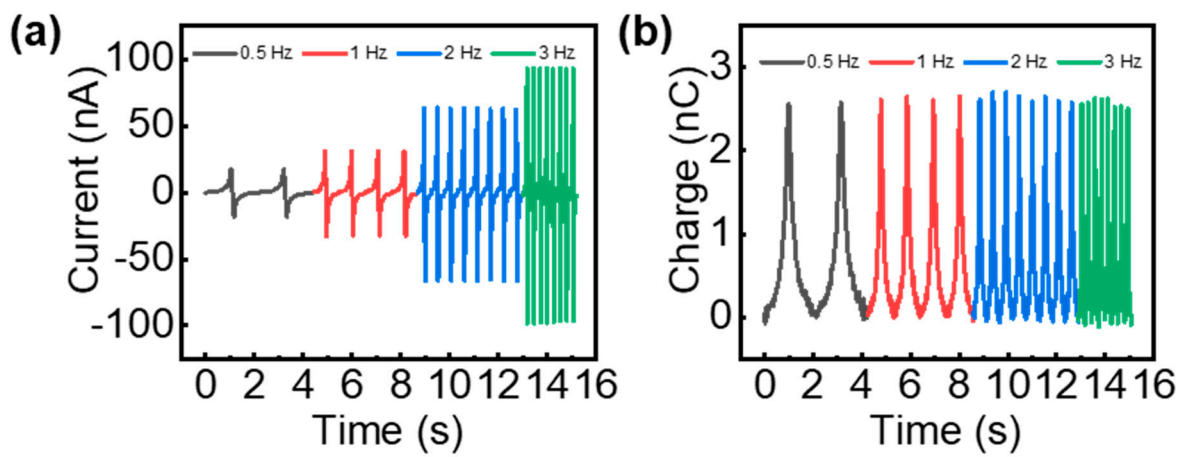 (a)
0.5 Hz 1 Hz 2 Hz 3 Hz
Current (nA)
100
50
0
-50
-100
0 2 4 6 8 10 12 14 16
Time (s)
(b)
0.5 Hz 1 Hz 2 Hz 3 Hz
Charge (nC)
3
2
1
0
0 2 4 6 8 10 12 14 16
Time (s)